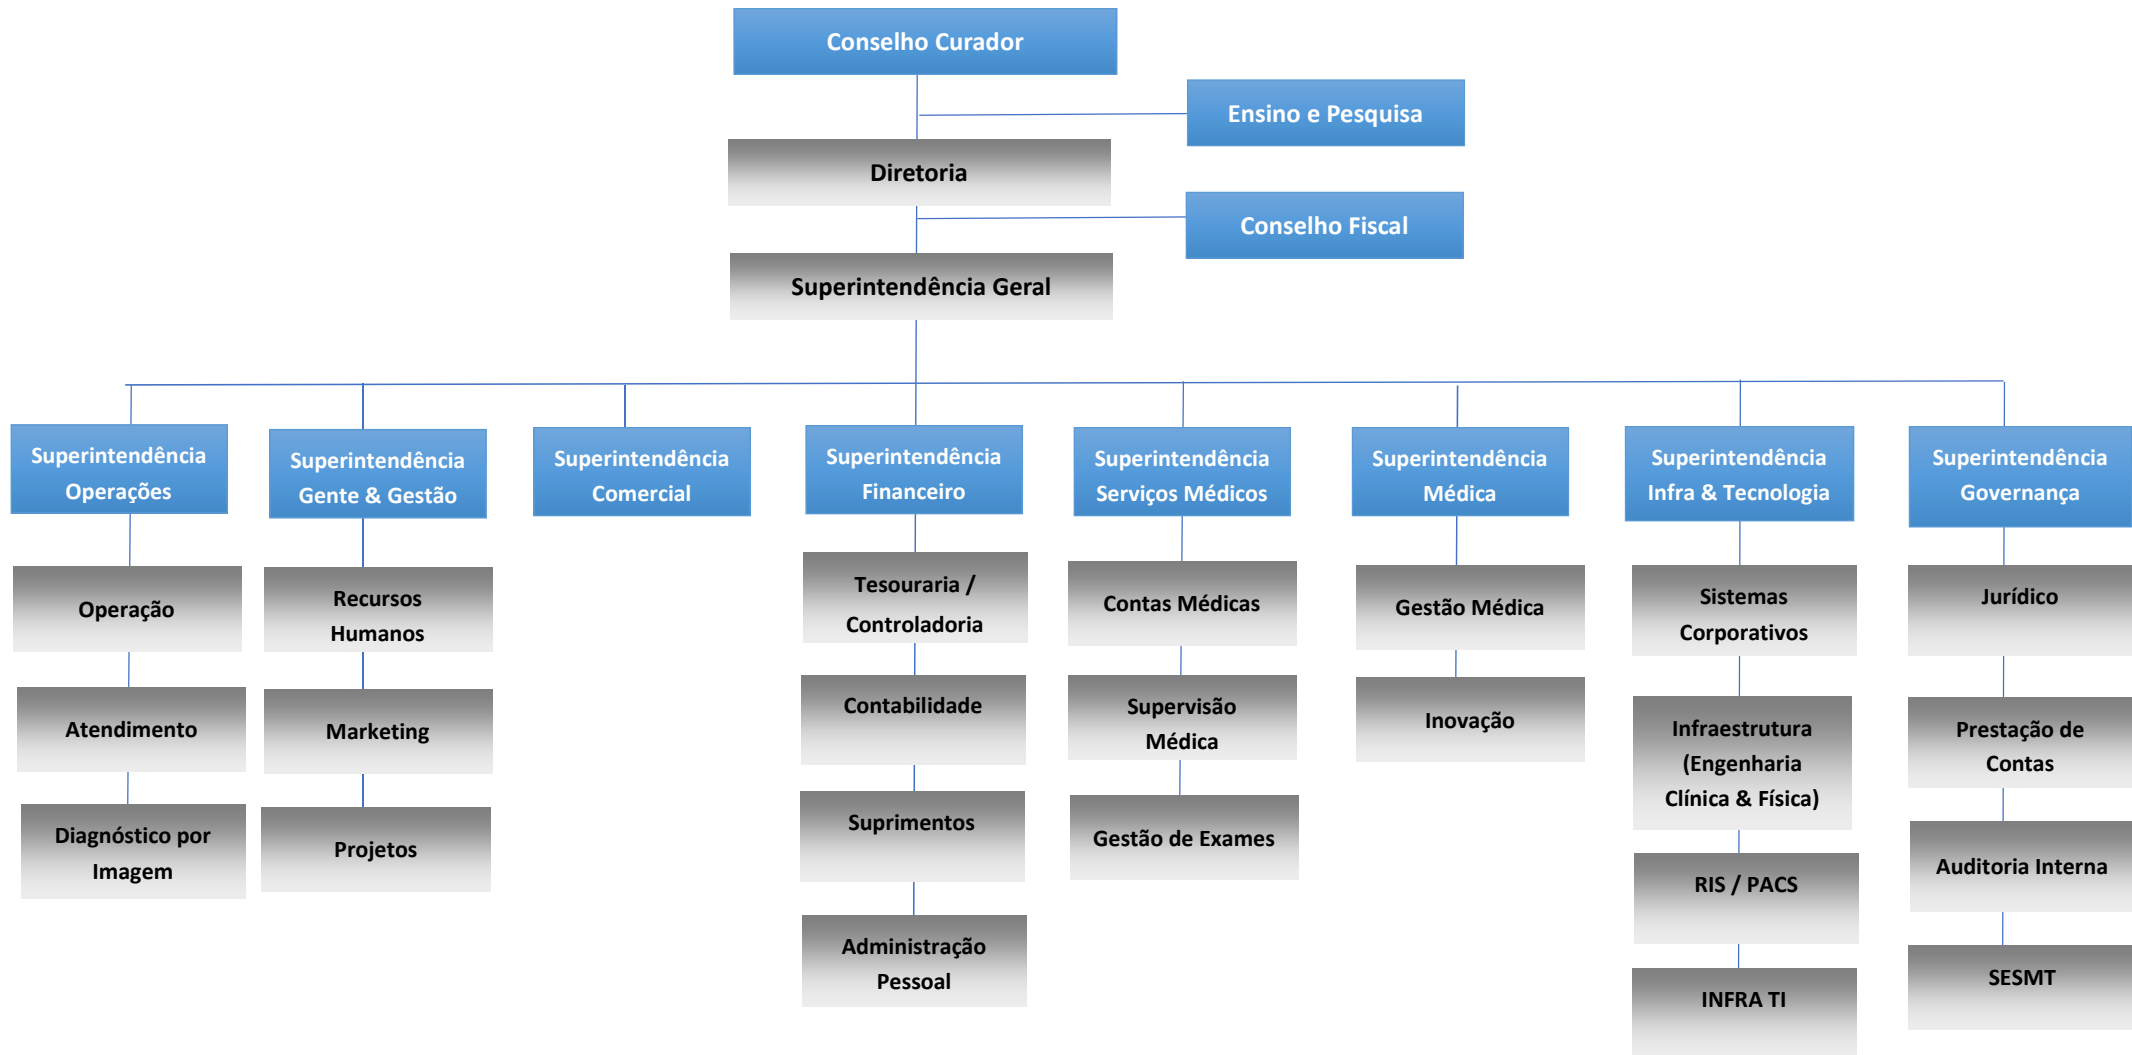 Conselho Curador
Ensino e Pesquisa
Diretoria
Conselho Fiscal
Superintendência Geral
Superintendência
Operações
Superintendência
Gente & Gestão
Superintendência
Comercial
Superintendência
Financeiro
Superintendência
Serviços Médicos
Superintendência
Médica
Superintendência
Infra & Tecnologia
Superintendência
Governança
Operação
Atendimento
Diagnóstico por
Imagem
Recursos
Humanos
Marketing
Projetos
Tesouraria /
Controladoria
Contabilidade
Suprimentos
Administração
Pessoal
Contas Médicas
Supervisão
Médica
Gestão de Exames
Gestão Médica
Inovação
Sistemas
Corporativos
Infraestrutura
(Engenharia
Clínica & Física)
RIS / PACS
INFRA TI
Jurídico
Prestação de
Contas
Auditoria Interna
SESMT